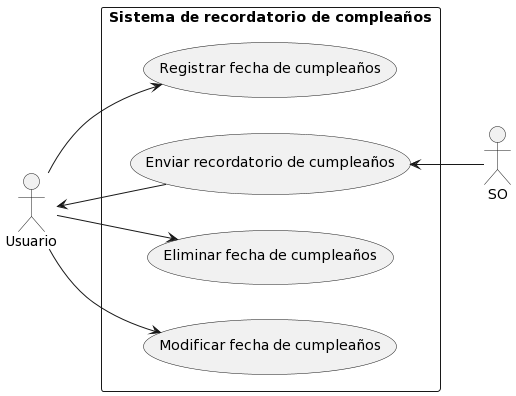 Sistema de recordatorio de compleaños
Registrar fecha de cumpleaños
Enviar recordatorio de cumpleaños
SO
Usuario
Eliminar fecha de cumpleaños
Modificar fecha de cumpleaños